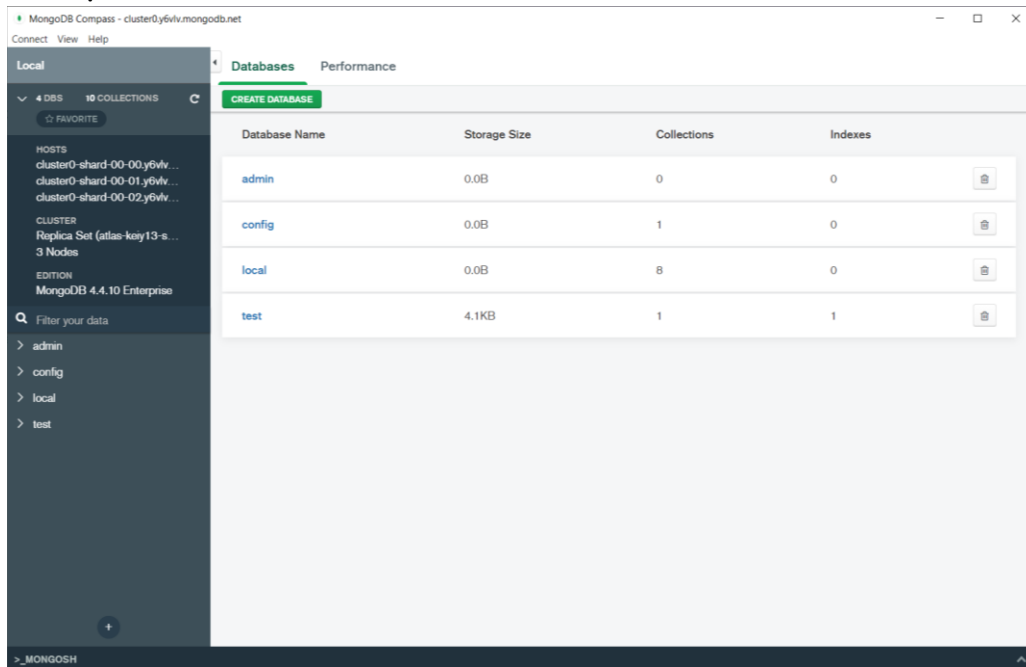 MongoDB Compass - cluster0.y6vlv.mongodb.net
Connect View Help
Local
4 DBS 10 COLLECTIONS
FAVORITE
HOSTS
cluster0-shard-00-00.y6vlv...
cluster0-shard-00-01.y6vlv...
cluster0-shard-00-02.y6vlv...
CLUSTER
Replica Set (atlas-keiy13-s...
3 Nodes
EDITION
MongoDB 4.4.10 Enterprise
Filter your data
admin
config
local
test
>_MONGOSH
Databases Performance
CREATE DATABASE
Database Name Storage Size Collections Indexes
admin 0.0B 0 0
config 0.0B 1 0
local 0.0B 8 0
test 4.1KB 1 1